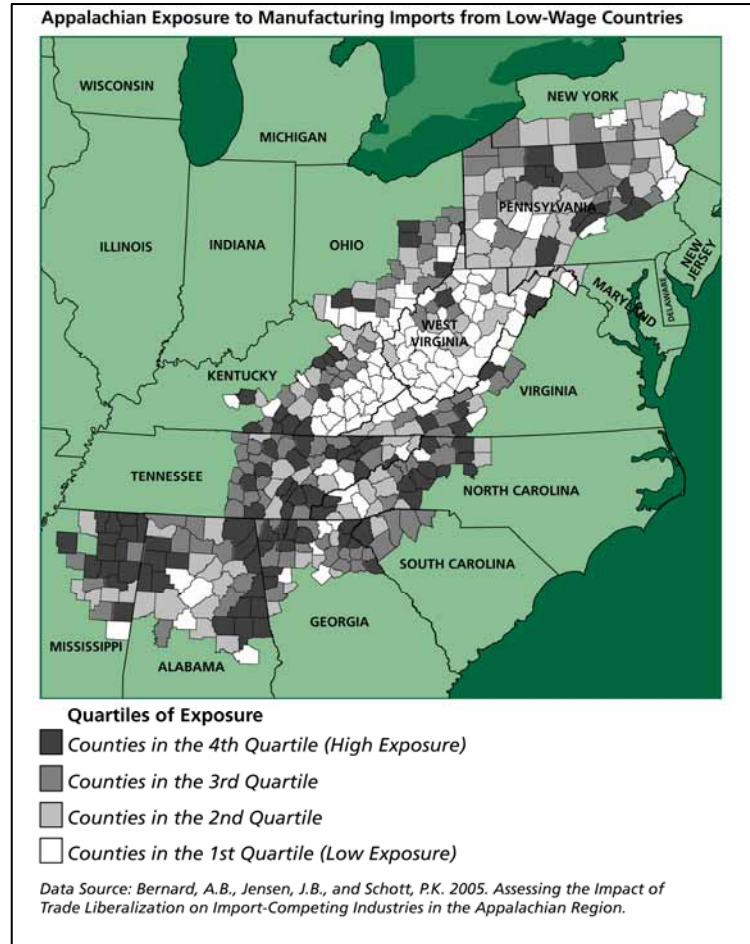 Appalachian Exposure to Manufacturing Imports from Low-Wage Countries
WISCONSIN
MICHIGAN
NEW YORK
ILLINOIS
INDIANA
OHIO
PENNSYLVANIA
NEW JERSEY
MARYLAND
DELAWARE
WEST
VIRGINIA
KENTUCKY
VIRGINIA
TENNESSEE
NORTH CAROLINA
SOUTH CAROLINA
MISSISSIPPI
ALABAMA
GEORGIA
Quartiles of Exposure
Counties in the 4th Quartile (High Exposure)
Counties in the 3rd Quartile
Counties in the 2nd Quartile
Counties in the 1st Quartile (Low Exposure)
Data Source: Bernard, A.B., Jensen, J.B., and Schott, P.K. 2005. Assessing the Impact of
Trade Liberalization on Import-Competing Industries in the Appalachian Region.